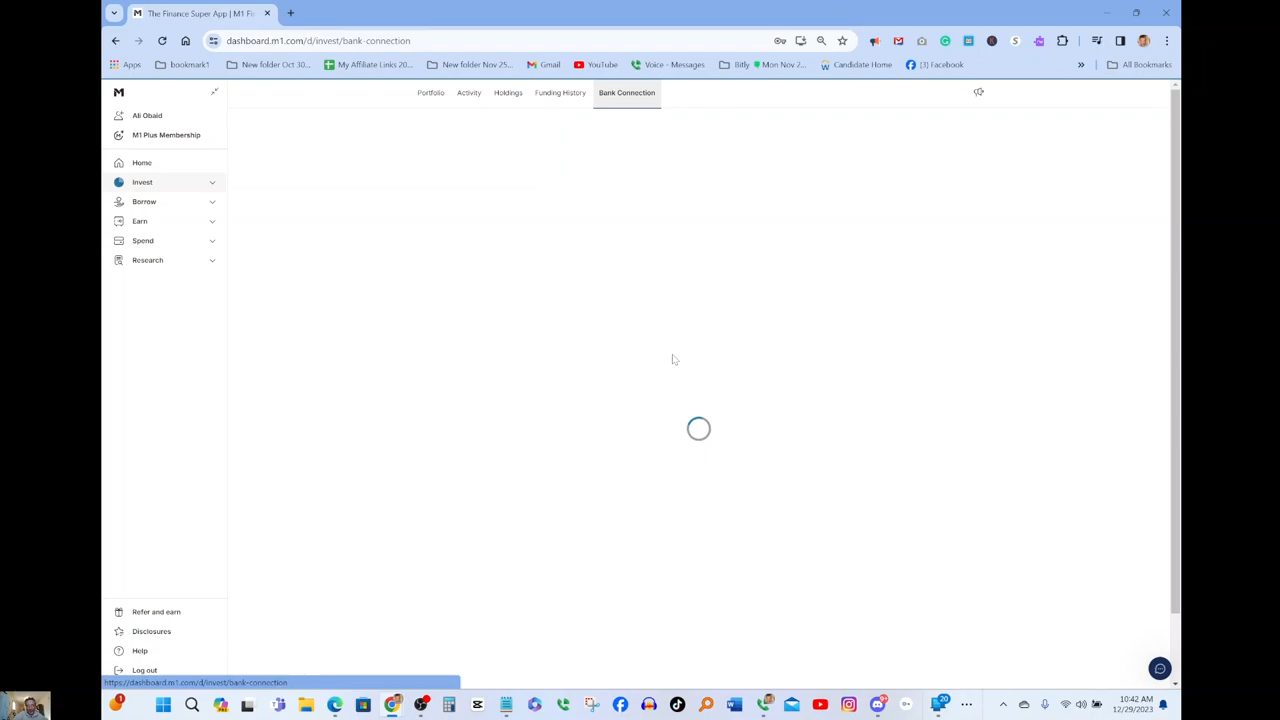 The Finance Super App | M1 Fi
dashboard.m1.com/d/invest/bank-connection
Apps
bookmark1
New folder Oct 30...
My Affiliate Links 20...
New folder Nov 25...
Gmail
YouTube
Voice - Messages
Bitly
Mon Nov 2...
Candidate Home
(3) Facebook
»
All Bookmarks
Portfolio
Activity
Holdings
Funding History
Bank Connection
Ali Obaid
M1 Plus Membership
Home
Invest
Borrow
Earn
Spend
Research
Refer and earn
Disclosures
Help
Log out
https://dashboard.m1.com/d/invest/bank-connection
1
20
10:42 AM
12/29/2023